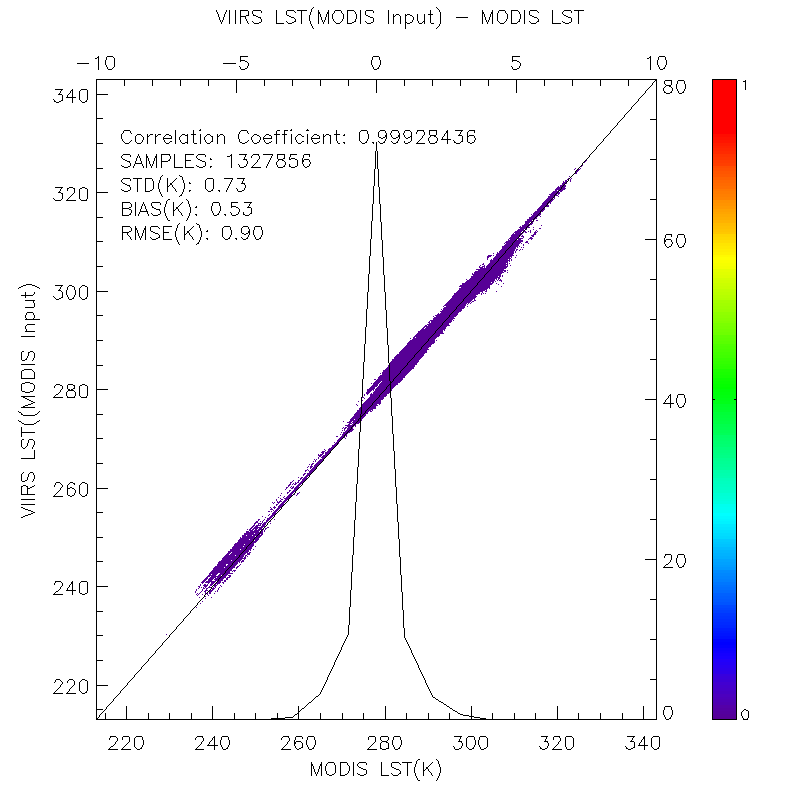 VIIRS LST(MODIS Input) − MODIS LST
−10 −5 0 5 10
Correlation Coefficient: 0.99928436
SAMPLES: 1327856
STD(K): 0.73
BIAS(K): 0.53
RMSE(K): 0.90
340
320
300
280
260
240
220
VIIRS LST((MODIS Input)
80
60
40
20
0
1
0
220 240 260 280 300 320 340
MODIS LST(K)